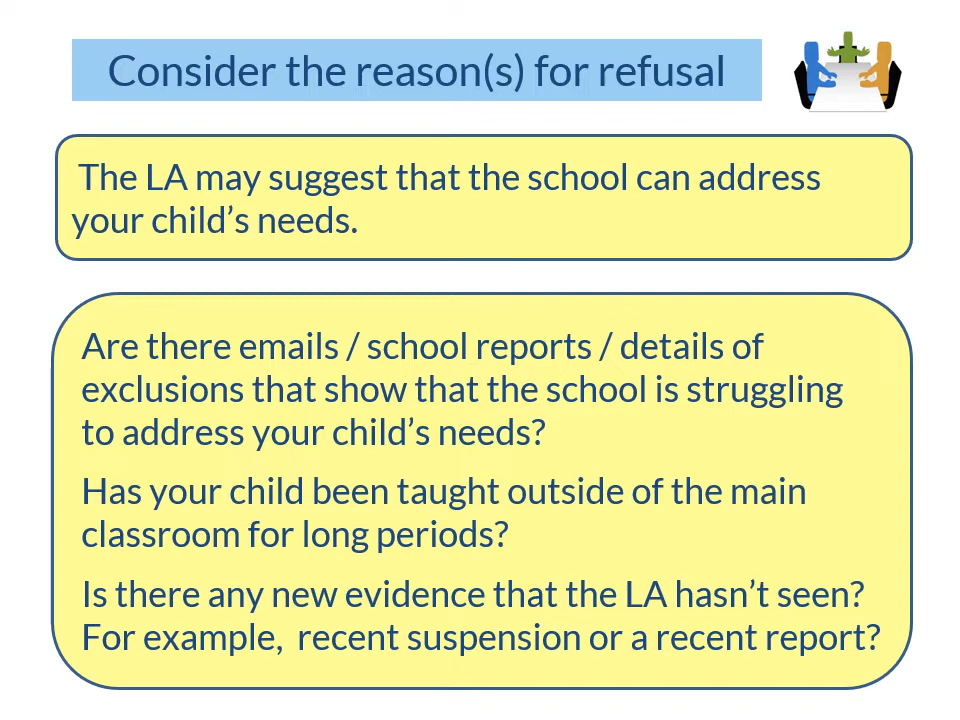 Consider the reason(s) for refusal
The LA may suggest that the school can address
your child’s needs.
Are there emails / school reports / details of
exclusions that show that the school is struggling
to address your child’s needs?
Has your child been taught outside of the main
classroom for long periods?
Is there any new evidence that the LA hasn’t seen?
For example,  recent suspension or a recent report?